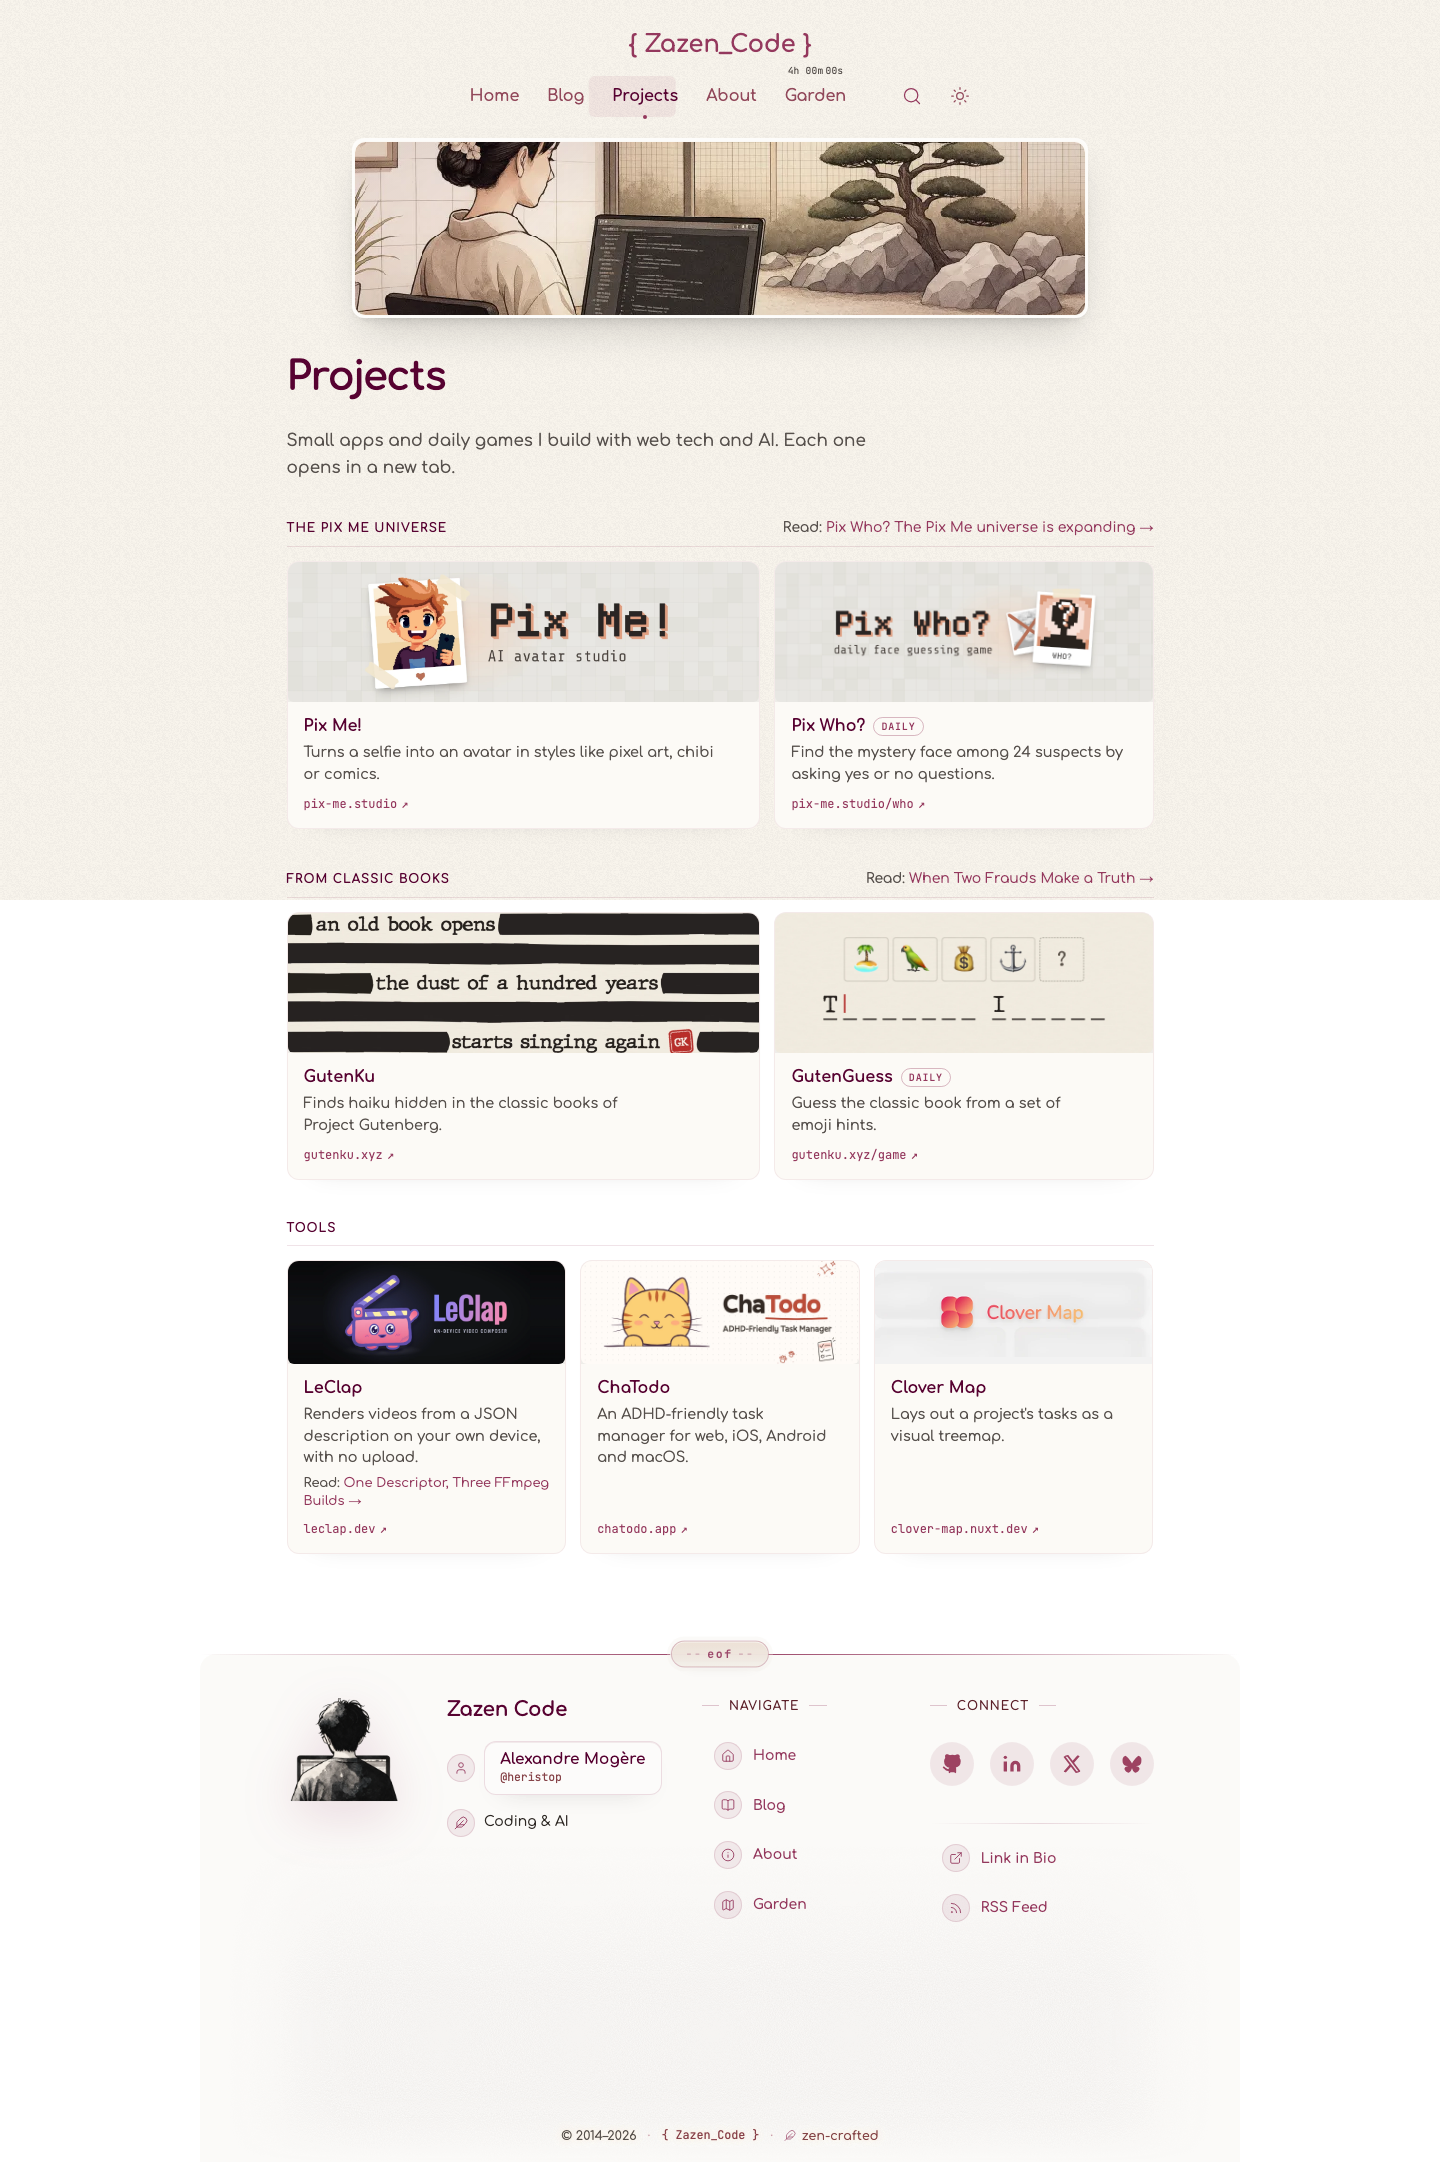 { Zazen_Code }
4h 00m 00s
Home Blog Projects About Garden
Projects
Small apps and daily games I build with web tech and AI. Each one
opens in a new tab.
THE PIX ME UNIVERSE
Read: Pix Who? The Pix Me universe is expanding →
Pix Me!
AI avatar studio
Pix Who?
daily face guessing game
WHO?
Pix Me!
Turns a selfie into an avatar in styles like pixel art, chibi
or comics.
pix-me.studio ↗
Pix Who? DAILY
Find the mystery face among 24 suspects by
asking yes or no questions.
pix-me.studio/who ↗
FROM CLASSIC BOOKS
Read: When Two Frauds Make a Truth →
an old book opens
the dust of a hundred years
starts singing again GK
?
T I
GutenKu
Finds haiku hidden in the classic books of
Project Gutenberg.
gutenku.xyz ↗
GutenGuess DAILY
Guess the classic book from a set of
emoji hints.
gutenku.xyz/game ↗
TOOLS
LeClap
ON-DEVICE VIDEO COMPOSER
ChaTodo
ADHD-Friendly Task Manager
Clover Map
LeClap
Renders videos from a JSON
description on your own device,
with no upload.
Read: One Descriptor, Three FFmpeg
Builds →
leclap.dev ↗
ChaTodo
An ADHD-friendly task
manager for web, iOS, Android
and macOS.
chatodo.app ↗
Clover Map
Lays out a project's tasks as a
visual treemap.
clover-map.nuxt.dev ↗
-- eof --
Zazen Code
Alexandre Mogère
@heristop
Coding & AI
NAVIGATE
Home
Blog
About
Garden
CONNECT
Link in Bio
RSS Feed
© 2014–2026 · { Zazen_Code } · zen-crafted